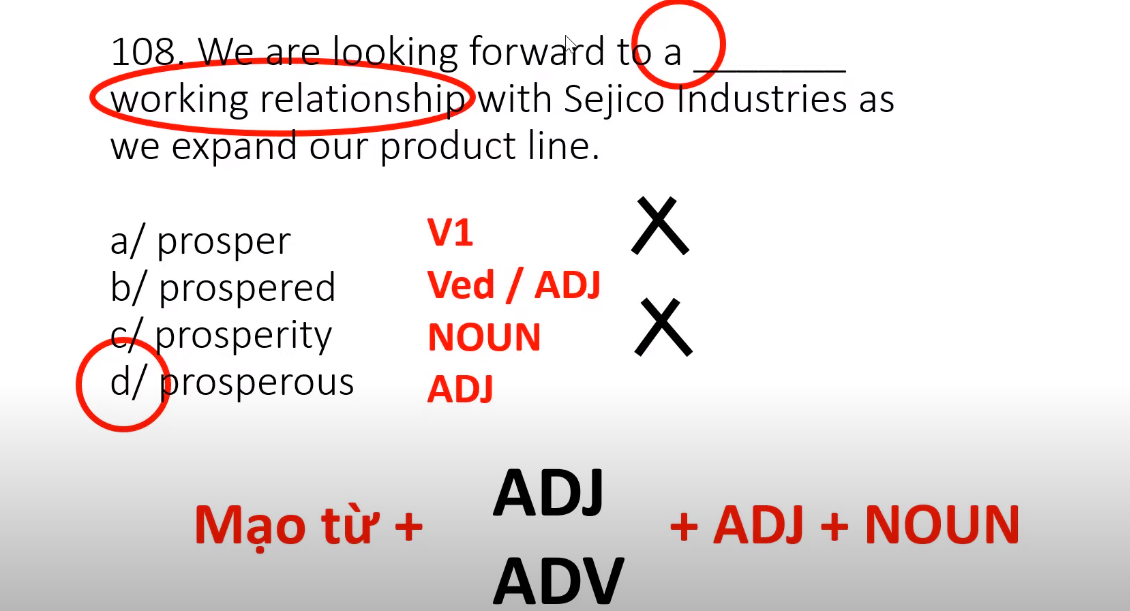 108. We are looking forward to a ________
working relationship with Sejico Industries as
we expand our product line.
a/ prosper V1 X
b/ prospered Ved / ADJ
c/ prosperity NOUN X
d/ prosperous ADJ
ADJ
Mạo từ + + ADJ + NOUN
ADV